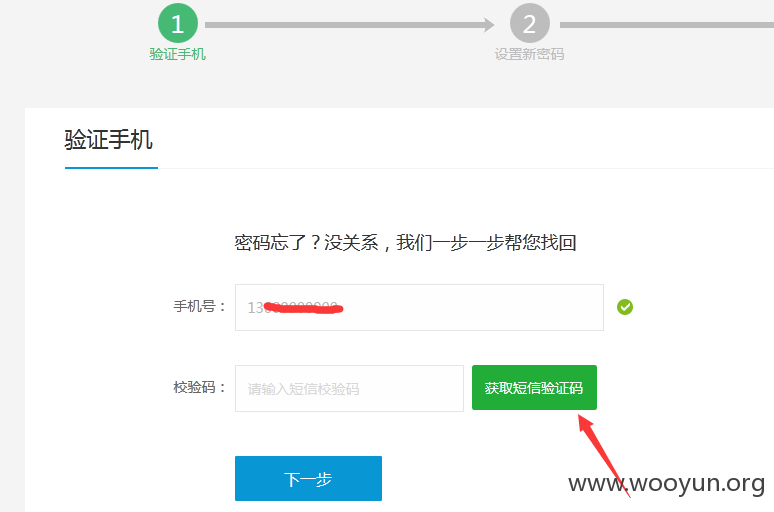 1
2
验证手机
设置新密码
验证手机
密码忘了？没关系，我们一步一步帮您找回
手机号：
校验码：
请输入短信校验码
获取短信验证码
下一步
www.wooyun.org